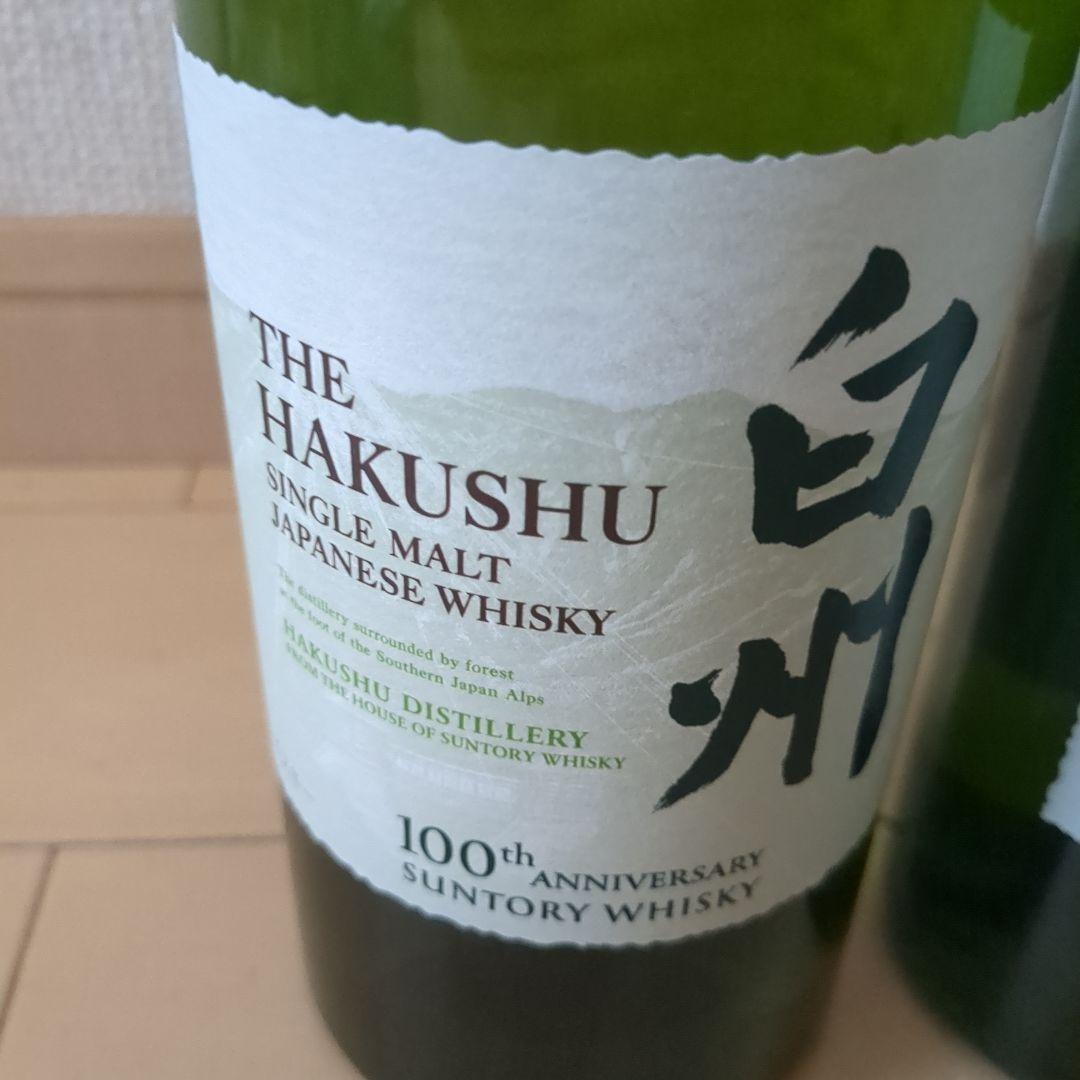 THE
HAKUSHU
SINGLE MALT
JAPANESE WHISKY
The distillery surrounded by forest
at the foot of the Southern Japan Alps
HAKUSHU DISTILLERY
FROM THE HOUSE OF SUNTORY WHISKY
白州
100th ANNIVERSARY
SUNTORY WHISKY